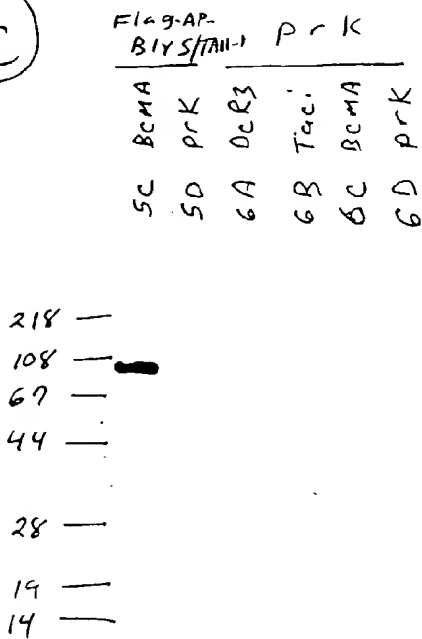 Flag-AP-
BlyS/TAll-1
prK
5C BCMA
5D prK
6A DcR3
6B Taci
6C BCMA
6D prK
218
108
67
44
28
19
14